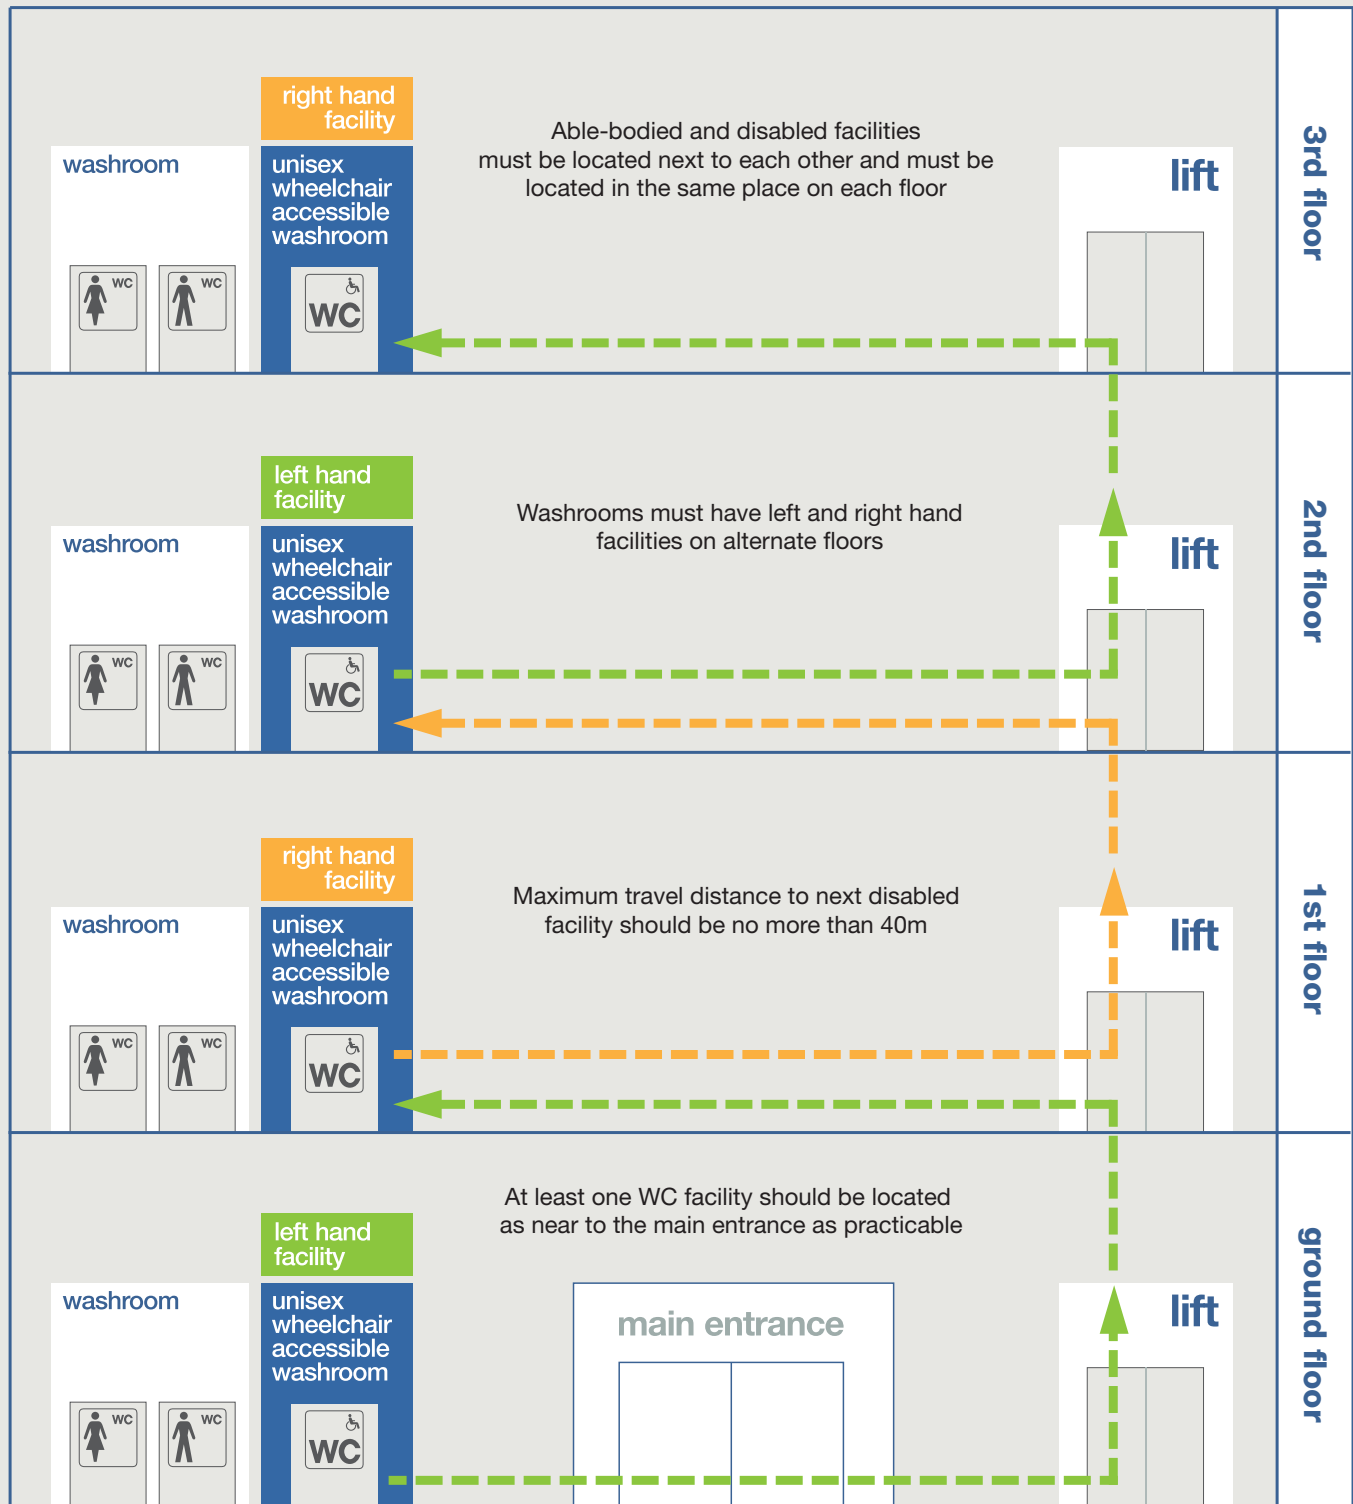 right hand
facility
Able-bodied and disabled facilities
must be located next to each other and must be
located in the same place on each floor
washroom
unisex
wheelchair
accessible
washroom
lift
3rd floor
WC
WC
WC
left hand
facility
Washrooms must have left and right hand
facilities on alternate floors
washroom
unisex
wheelchair
accessible
washroom
lift
2nd floor
WC
WC
WC
right hand
facility
Maximum travel distance to next disabled
facility should be no more than 40m
washroom
unisex
wheelchair
accessible
washroom
lift
1st floor
WC
WC
WC
At least one WC facility should be located
as near to the main entrance as practicable
left hand
facility
washroom
unisex
wheelchair
accessible
washroom
main entrance
lift
ground floor
WC
WC
WC